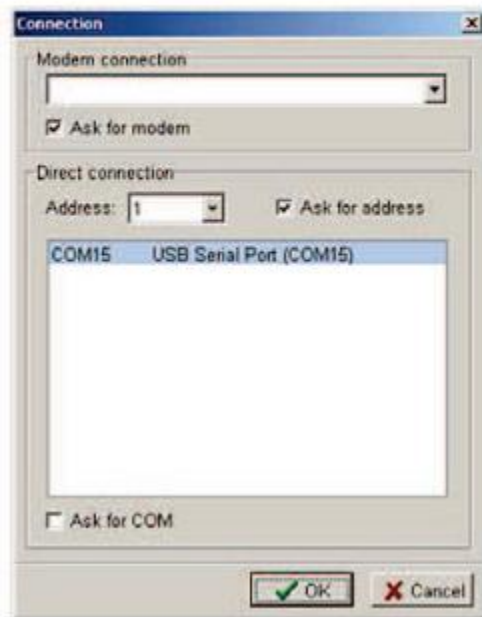 Connection
Modem connection
Ask for modem
Direct connection
Address: 1 Ask for address
COM15 USB Serial Port (COM15)
Ask for COM
OK Cancel